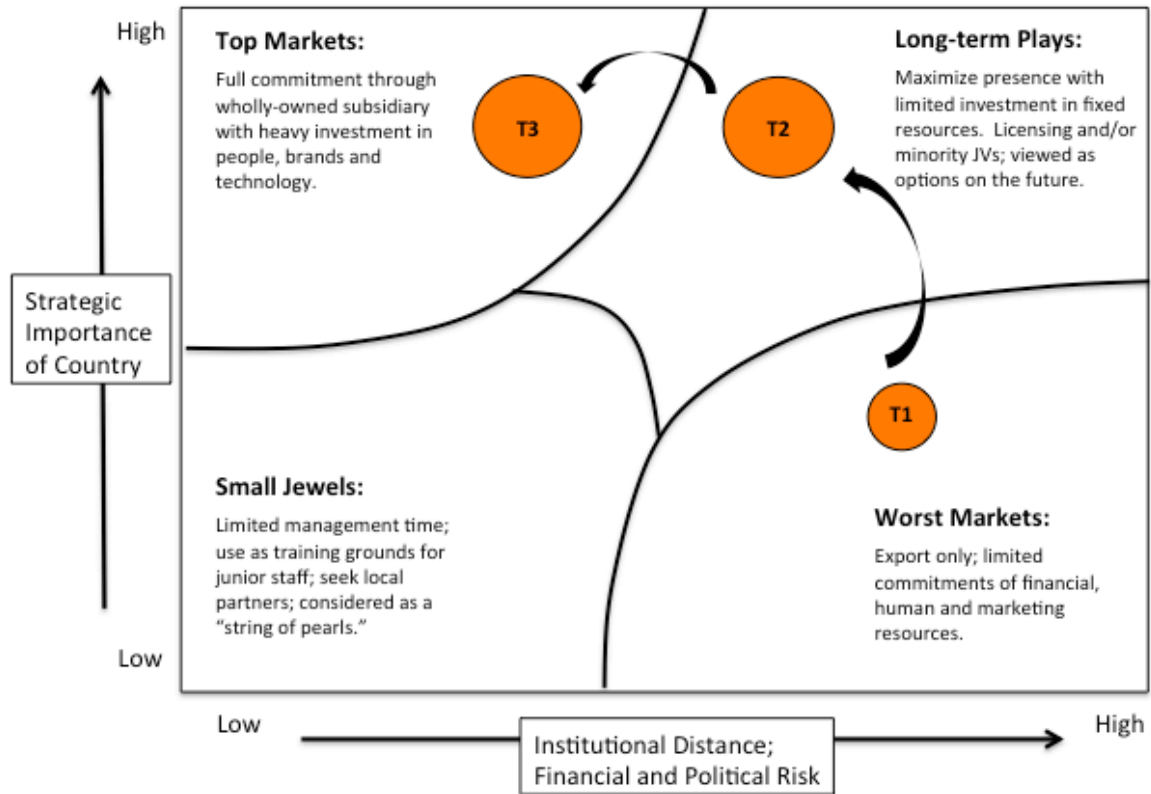 High
Top Markets:
Full commitment through
wholly-owned subsidiary
with heavy investment in
people, brands and
technology.
T3
T2
Long-term Plays:
Maximize presence with
limited investment in fixed
resources.  Licensing and/or
minority JVs; viewed as
options on the future.
Strategic
Importance
of Country
T1
Small Jewels:
Limited management time;
use as training grounds for
junior staff; seek local
partners; considered as a
“string of pearls.”
Worst Markets:
Export only; limited
commitments of financial,
human and marketing
resources.
Low
Low
Institutional Distance;
Financial and Political Risk
High